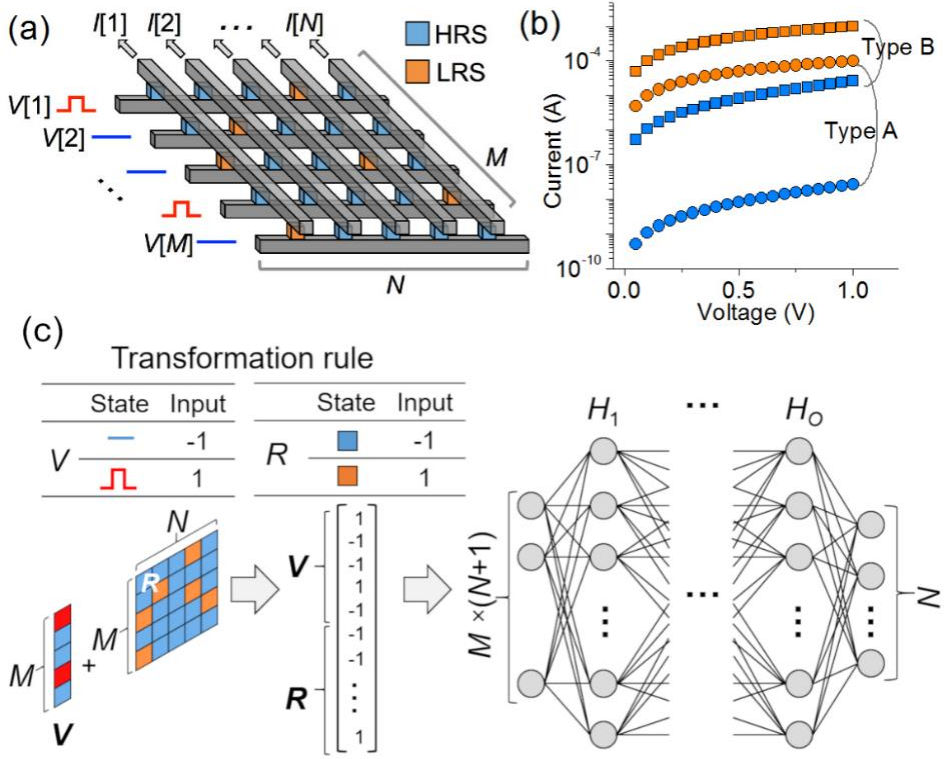 (a)
I[1] I[2] ••• I[N]
HRS
LRS
V[1]
V[2]
V[M]
M
N
(b)
Current (A)
10⁻⁴
10⁻⁷
10⁻¹⁰
Type B
Type A
0.0 0.5 1.0
Voltage (V)
(c)
Transformation rule
State Input
V
-1
1
State Input
R
-1
1
N
R
M
+
M
V
V
R
1
-1
-1
1
-1
-1
-1
⋮
1
M ×(N+1)
H₁ ••• H_O
•••
N